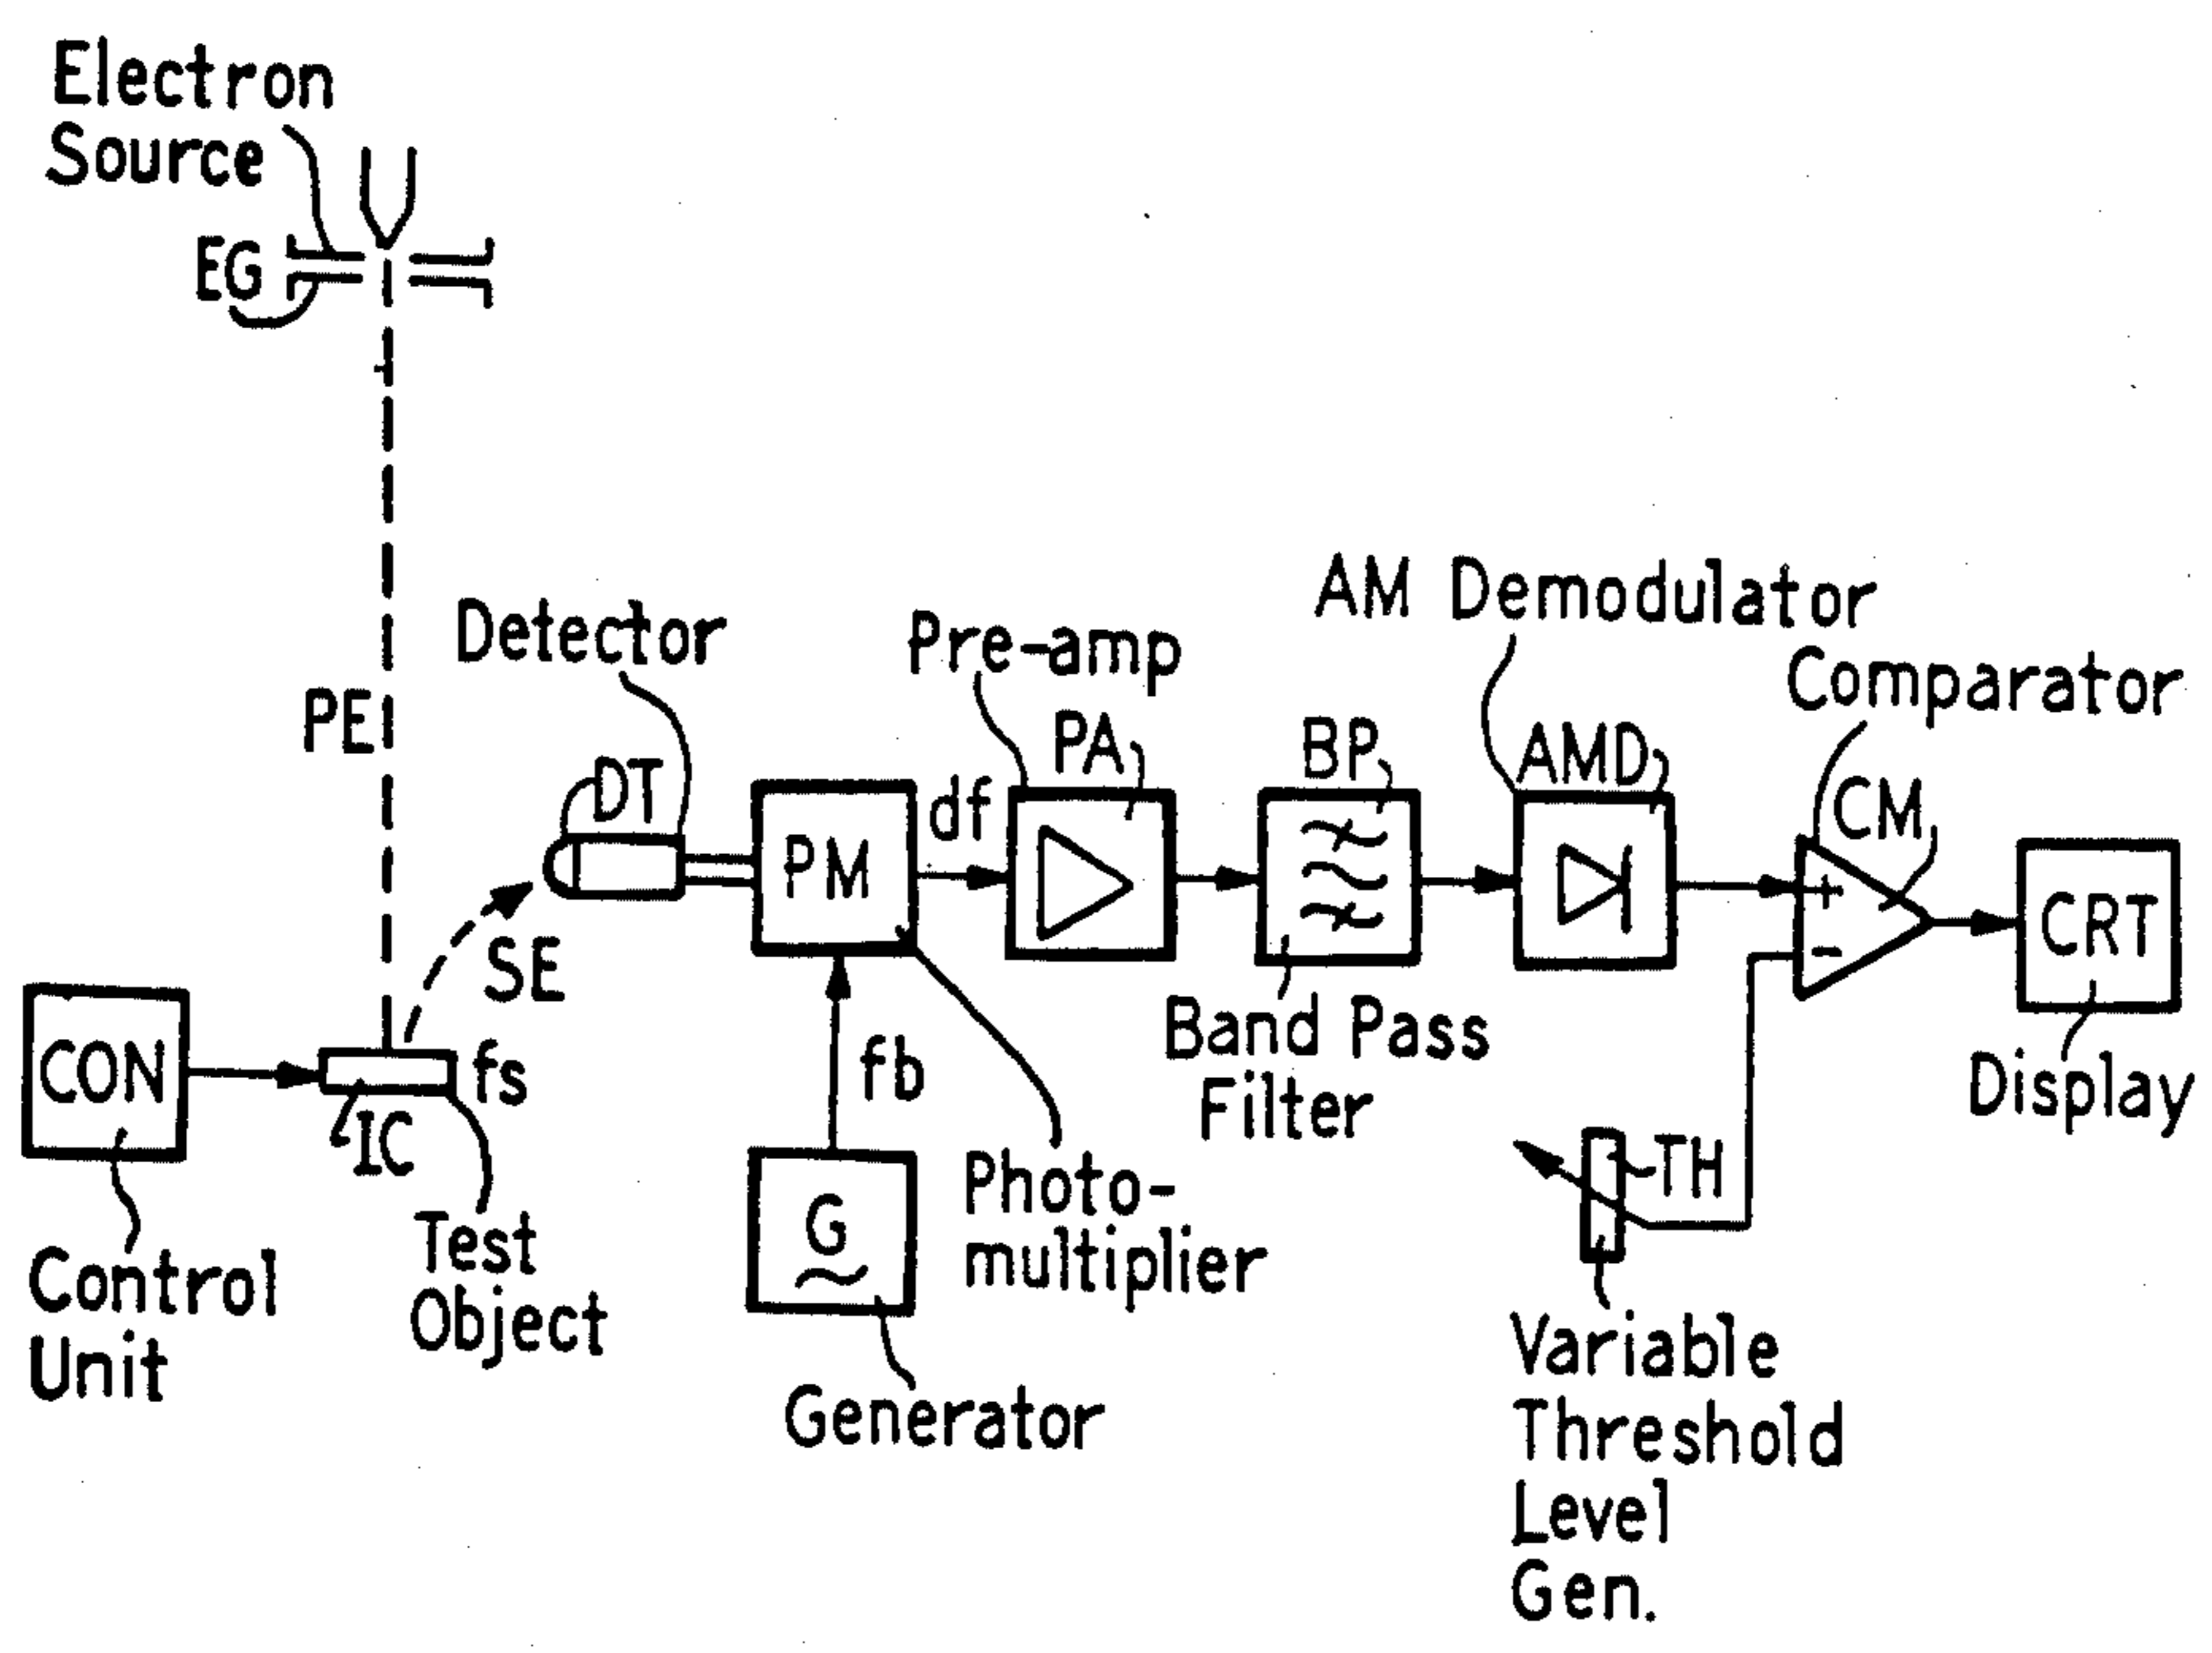 Electron
Source
EG
PE
Detector
DT
SE
PM
df
Pre-amp
PA
BP
Band Pass
Filter
AM Demodulator
AMD
Comparator
CM
+
-
CRT
Display
CON
Control
Unit
IC
fs
Test
Object
fb
G
Generator
Photo-
multiplier
TH
Variable
Threshold
Level
Gen.